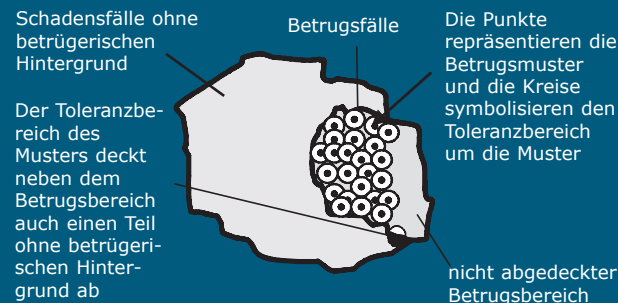 Schadensfälle ohne
betrügerischen
Hintergrund
Der Toleranzbe-
reich des
Musters deckt
neben dem
Betrugsbereich
auch einen Teil
ohne betrügeri-
schen Hinter-
grund ab
Betrugsfälle
Die Punkte
repräsentieren die
Betrugsmuster
und die Kreise
symbolisieren den
Toleranzbereich
um die Muster
nicht abgedeckter
Betrugsbereich